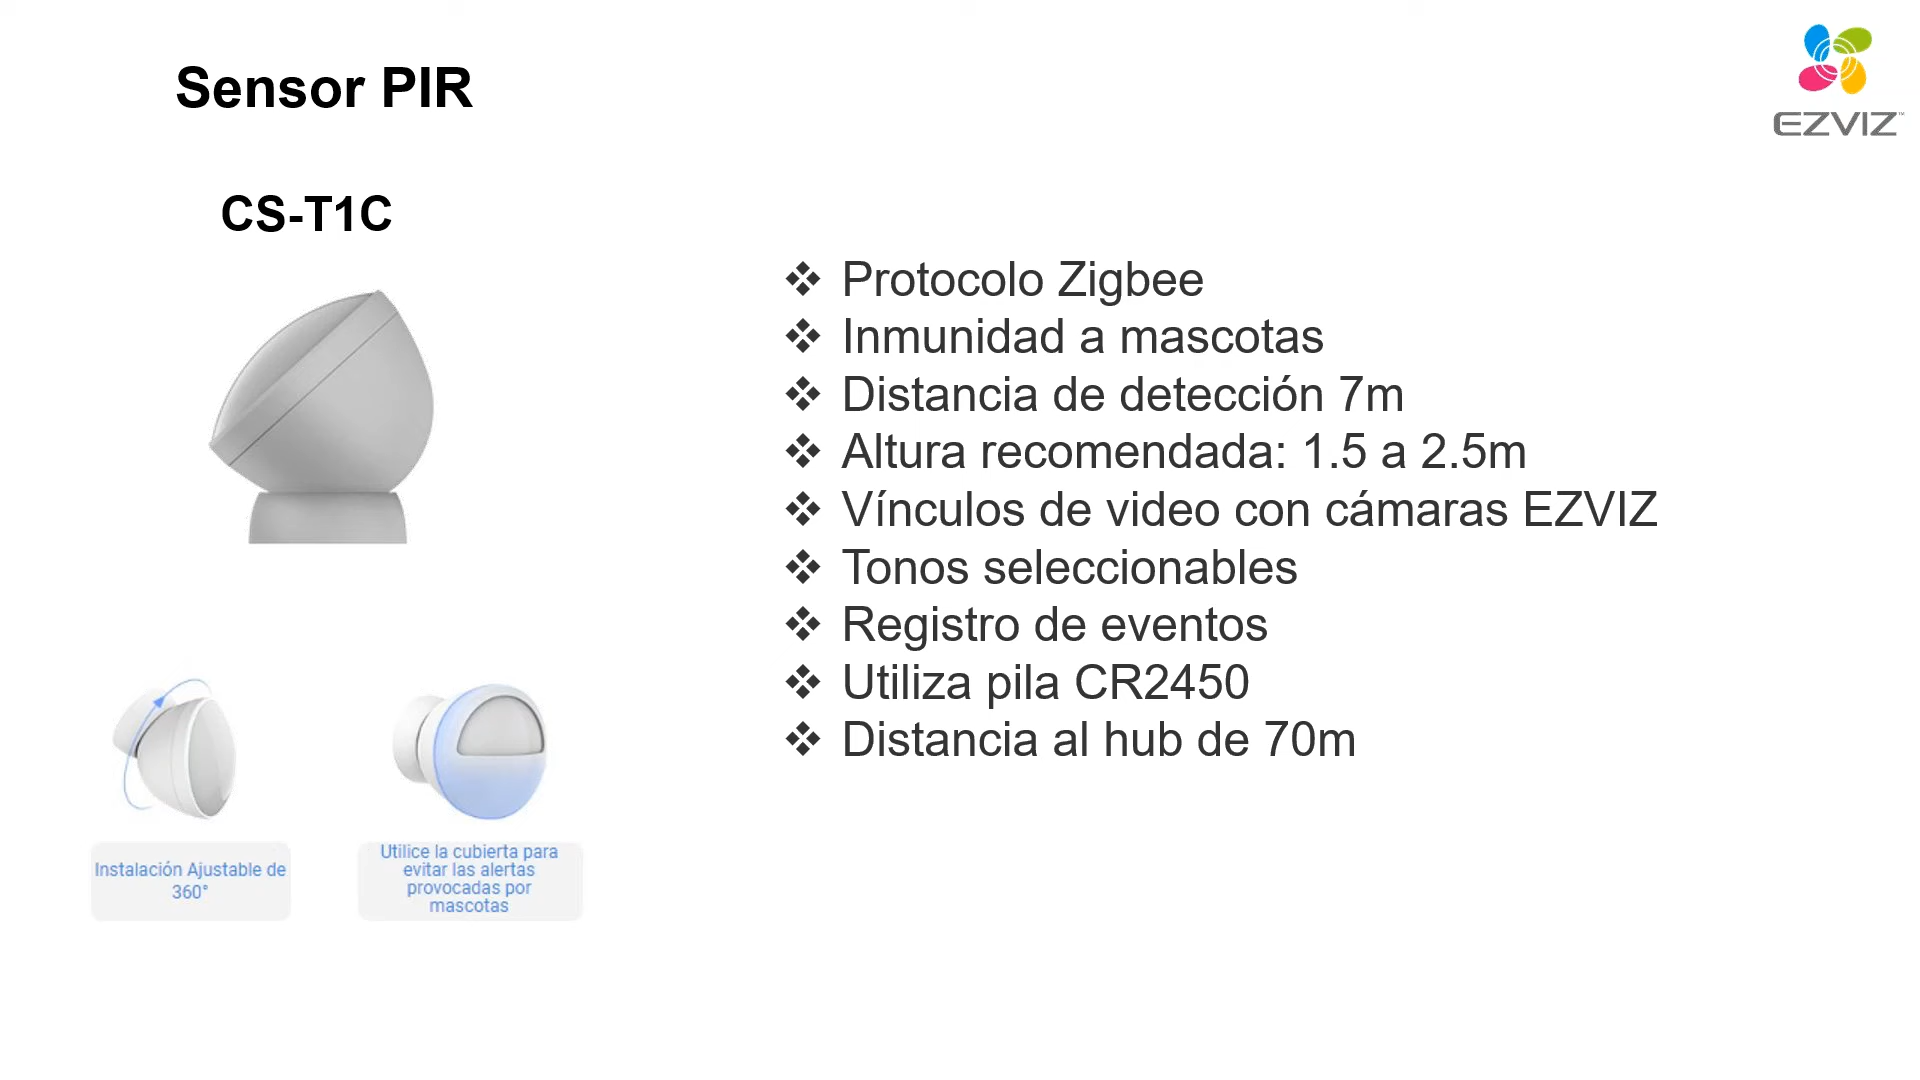 Sensor PIR
EZVIZ™
CS-T1C
❖ Protocolo Zigbee
❖ Inmunidad a mascotas
❖ Distancia de detección 7m
❖ Altura recomendada: 1.5 a 2.5m
❖ Vínculos de video con cámaras EZVIZ
❖ Tonos seleccionables
❖ Registro de eventos
❖ Utiliza pila CR2450
❖ Distancia al hub de 70m
Instalación Ajustable de
360°
Utilice la cubierta para
evitar las alertas
provocadas por
mascotas